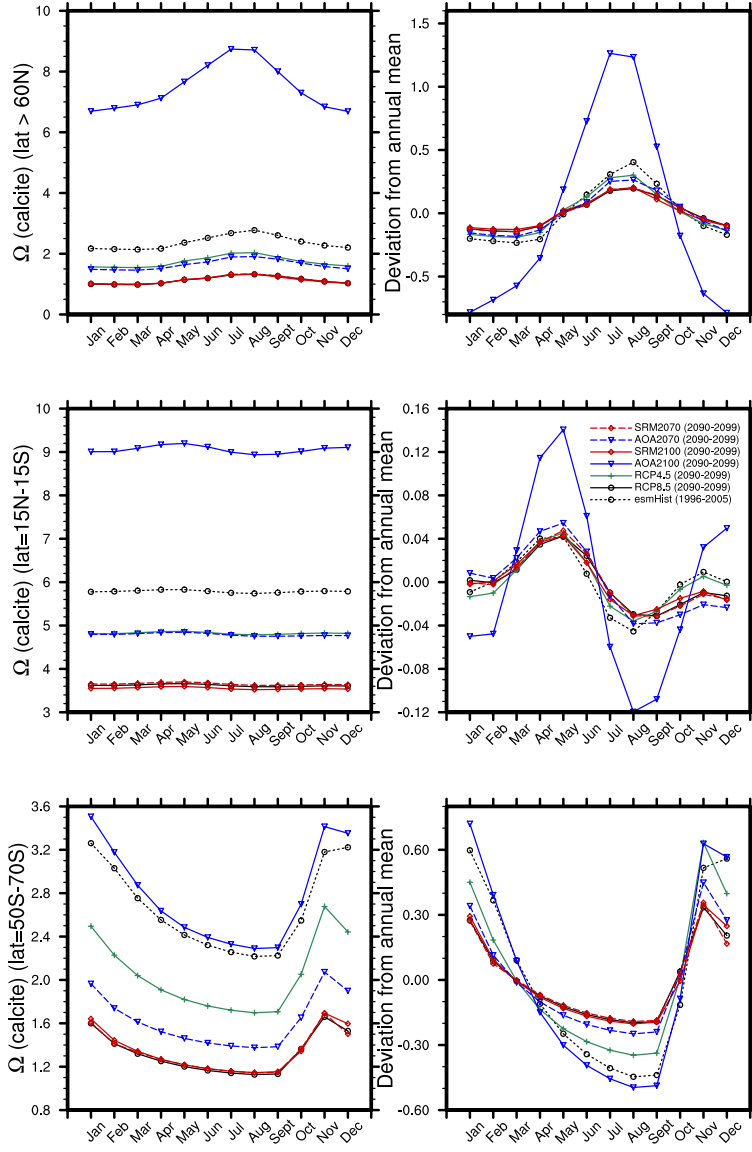 Ω (calcite) (lat > 60N)
10
8
6
4
2
0
Jan Feb Mar Apr May Jun Jul Aug Sept Oct Nov Dec
Deviation from annual mean
1.5
1.0
0.5
0.0
-0.5
Jan Feb Mar Apr May Jun Jul Aug Sept Oct Nov Dec
Ω (calcite) (lat=15N-15S)
10
9
8
7
6
5
4
3
Jan Feb Mar Apr May Jun Jul Aug Sept Oct Nov Dec
Deviation from annual mean
0.16
0.12
0.08
0.04
0.00
-0.04
-0.08
-0.12
SRM2070 (2090-2099)
AOA2070 (2090-2099)
SRM2100 (2090-2099)
AOA2100 (2090-2099)
RCP4.5 (2090-2099)
RCP8.5 (2090-2099)
esmHist (1996-2005)
Jan Feb Mar Apr May Jun Jul Aug Sept Oct Nov Dec
Ω (calcite) (lat=50S-70S)
3.6
3.2
2.8
2.4
2.0
1.6
1.2
0.8
Jan Feb Mar Apr May Jun Jul Aug Sept Oct Nov Dec
Deviation from annual mean
0.60
0.30
0.00
-0.30
-0.60
Jan Feb Mar Apr May Jun Jul Aug Sept Oct Nov Dec